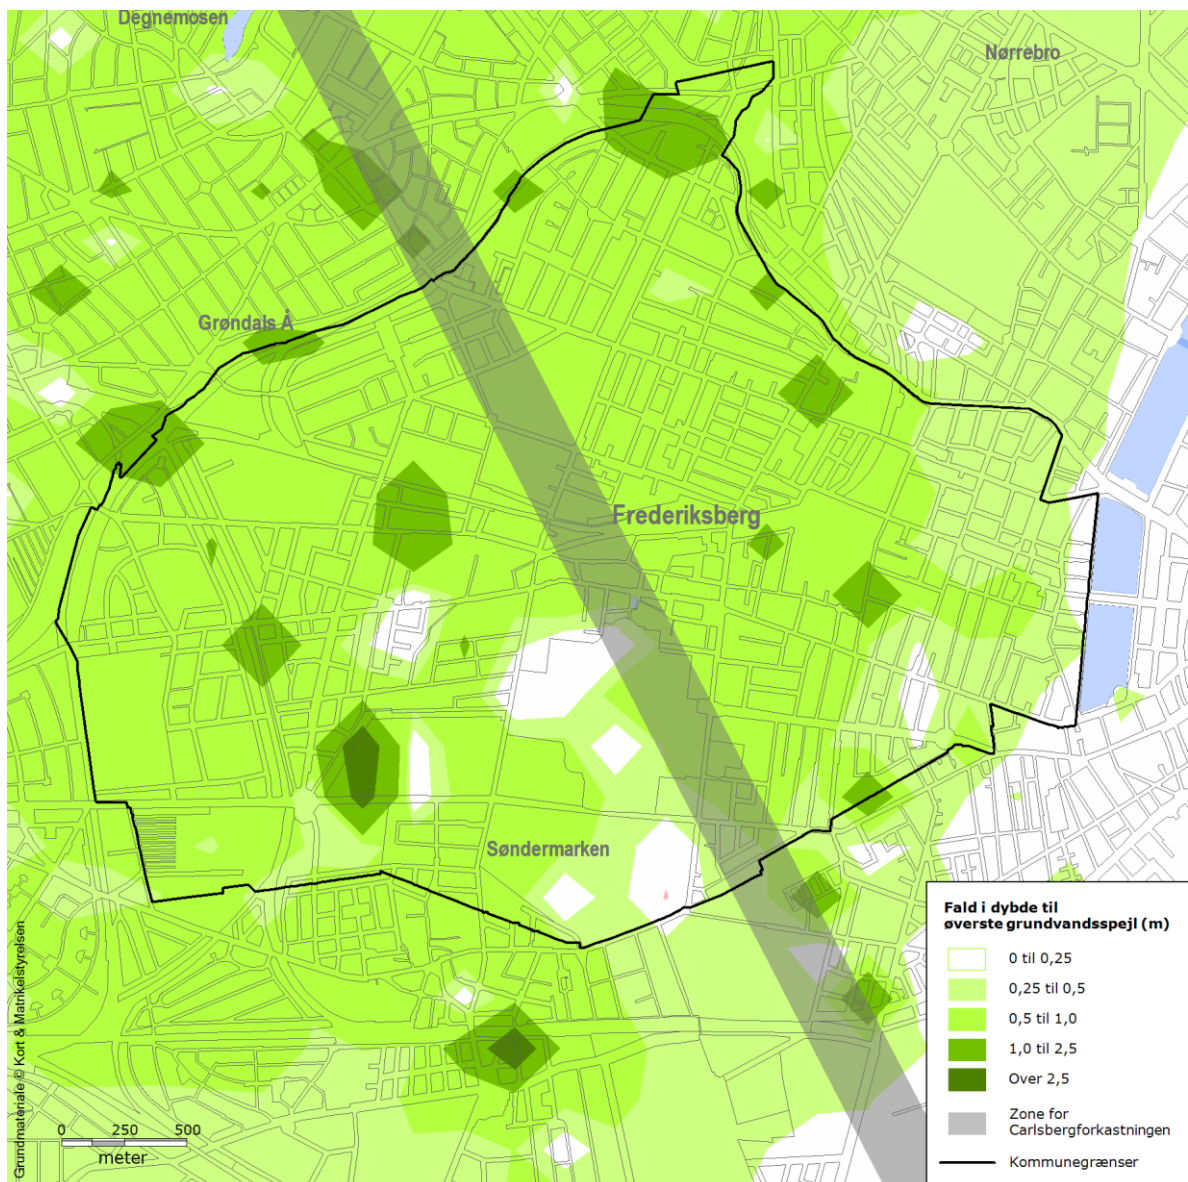 Degnemosen
Nørrebro
Grøndals Å
Frederiksberg
Søndermarken
Fald i dybde til
øverste grundvandsspejl (m)
0 til 0,25
0,25 til 0,5
0,5 til 1,0
1,0 til 2,5
Over 2,5
Zone for
Carlsbergforkastningen
Kommunegrænser
0 250 500
meter
Grundmateriale © Kort & Matrikelstyrelsen